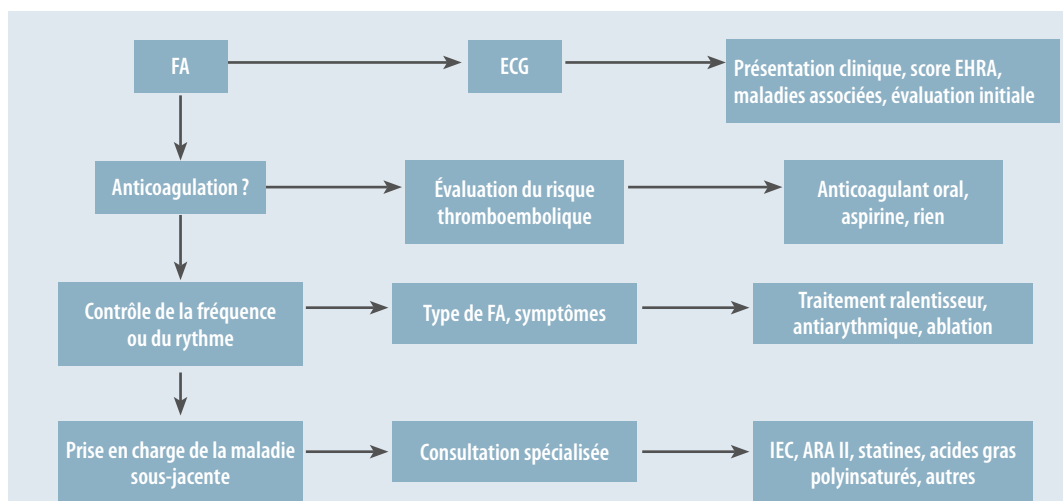 FA
ECG
Présentation clinique, score EHRA,
maladies associées, évaluation initiale
Anticoagulation ?
Évaluation du risque
thromboembolique
Anticoagulant oral,
aspirine, rien
Contrôle de la fréquence
ou du rythme
Type de FA, symptômes
Traitement ralentisseur,
antiarythmique, ablation
Prise en charge de la maladie
sous-jacente
Consultation spécialisée
IEC, ARA II, statines, acides gras
polyinsaturés, autres